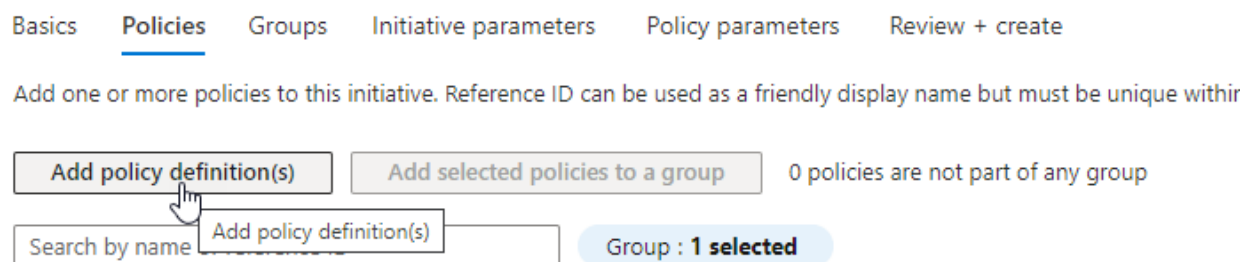 Basics Policies Groups Initiative parameters Policy parameters Review + create
Add one or more policies to this initiative. Reference ID can be used as a friendly display name but must be unique within
Add policy definition(s) Add selected policies to a group 0 policies are not part of any group
Add policy definition(s)
Search by name Group : 1 selected